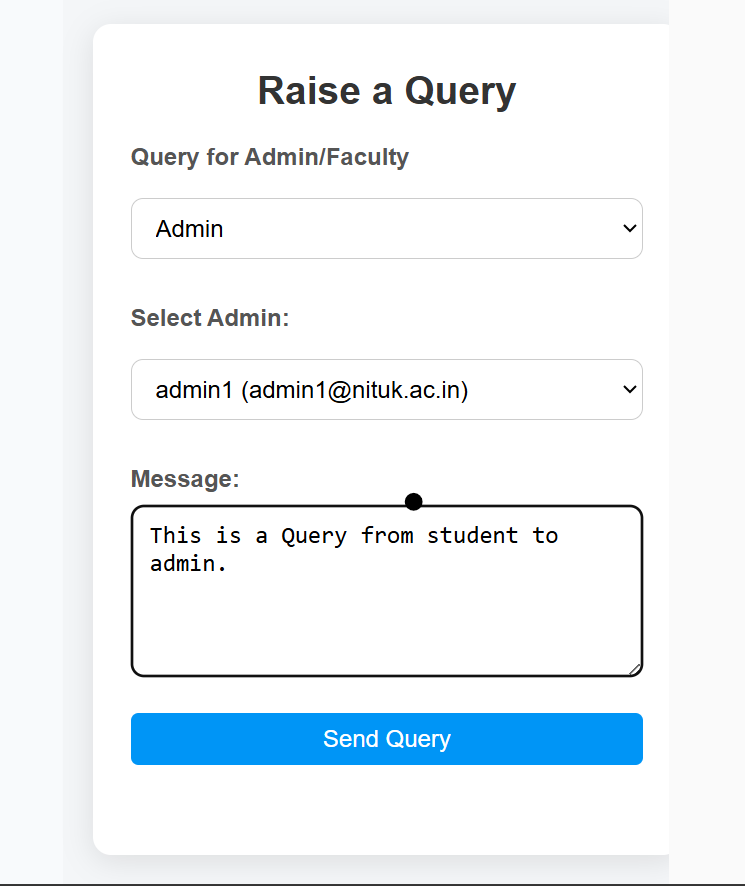 Raise a Query
Query for Admin/Faculty
Admin
Select Admin:
admin1 (admin1@nituk.ac.in)
Message:
This is a Query from student to
admin.
Send Query